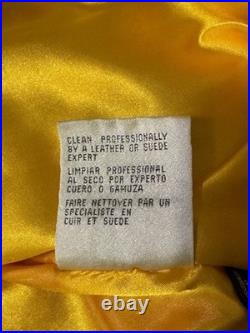 CLEAN PROFESSIONALLY
BY A LEATHER OR SUEDE
EXPERT
LIMPIAR PROFESSIONAL
AL SECO POR EXPERTO
CUERO O GAMUZA
FAIRE NETTOYER PAR UN
SPECIALISTE EN
CUIR ET SUEDE